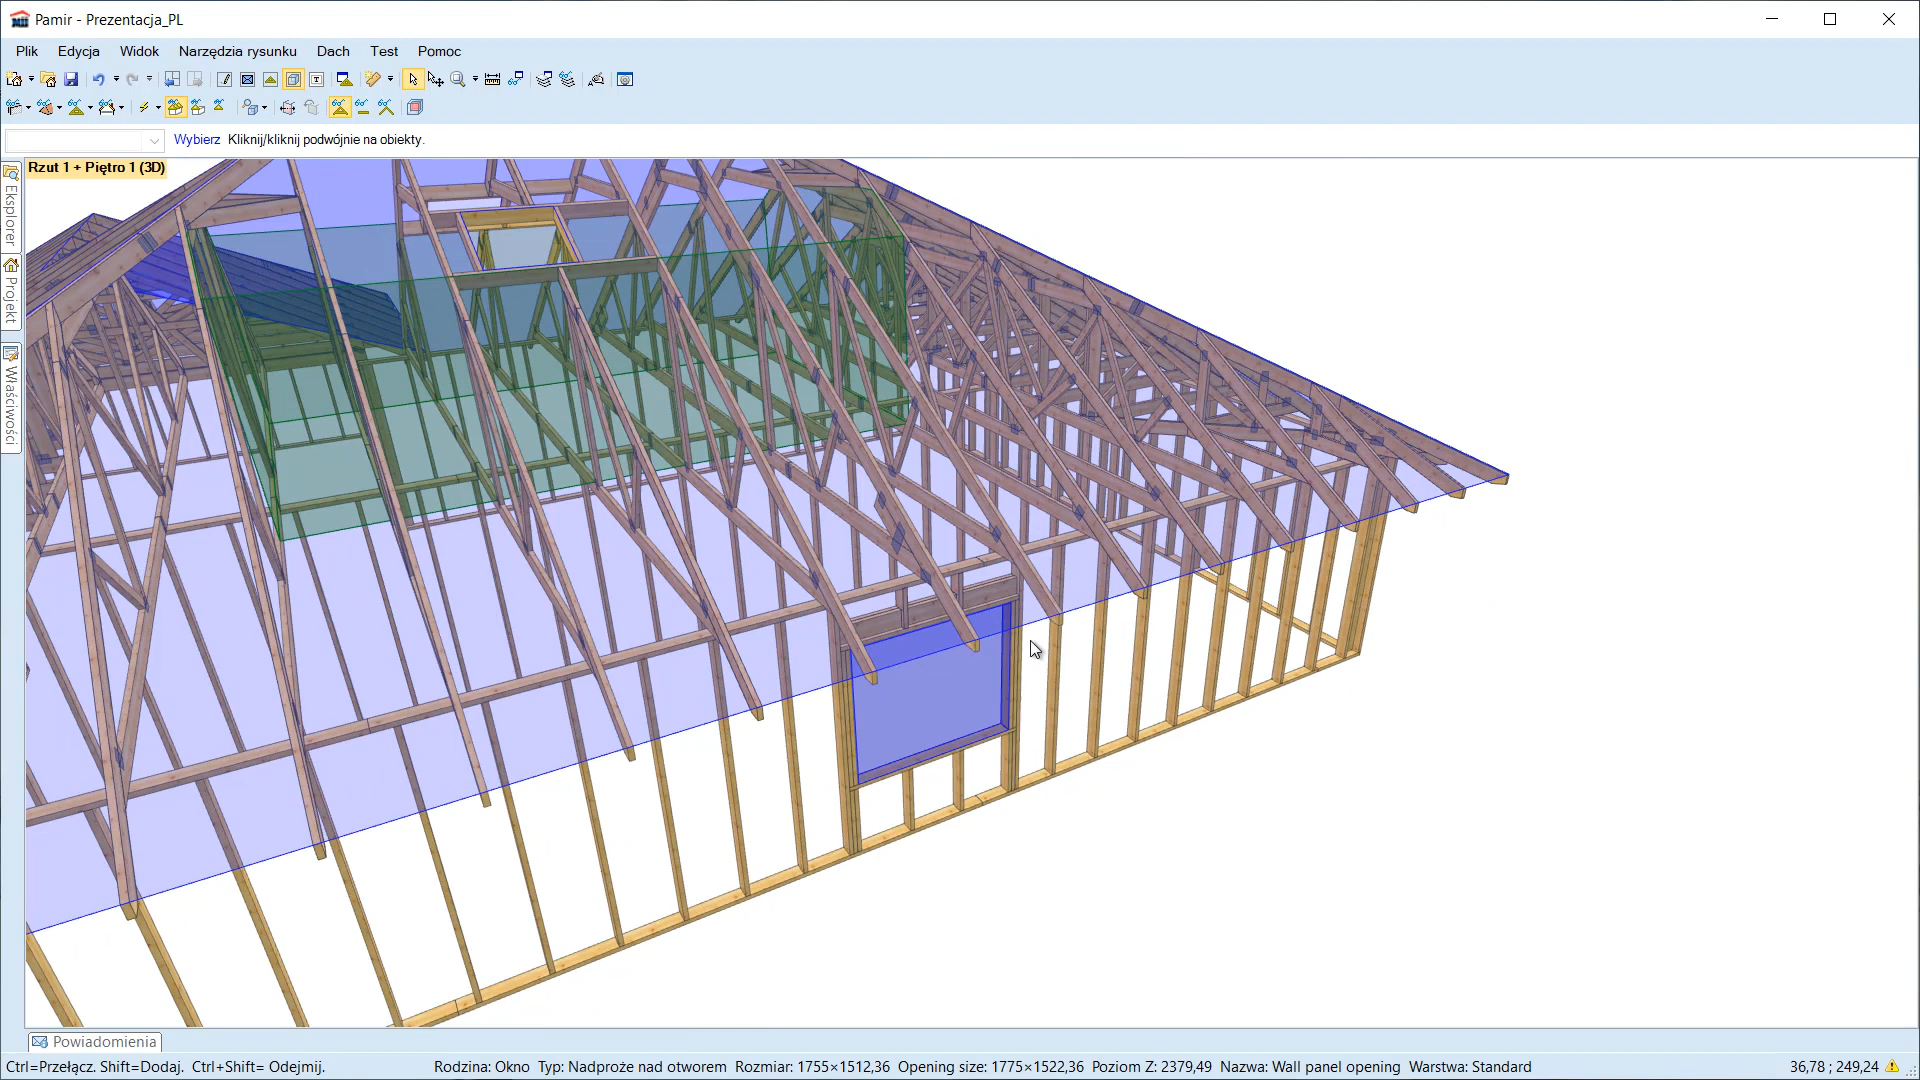 Pamir - Prezentacja_PL
Plik Edycja Widok Narzędzia rysunku Dach Test Pomoc
Wybierz Kliknij/kliknij podwójnie na obiekty.
Rzut 1 + Piętro 1 (3D)
Eksplorer
Projekt
Właściwości
Powiadomienia
Ctrl=Przełącz. Shift=Dodaj. Ctrl+Shift= Odejmij. Rodzina: Okno Typ: Nadproże nad otworem Rozmiar: 1755×1512,36 Opening size: 1775×1522,36 Poziom Z: 2379,49 Nazwa: Wall panel opening Warstwa: Standard 36,78 ; 249,24